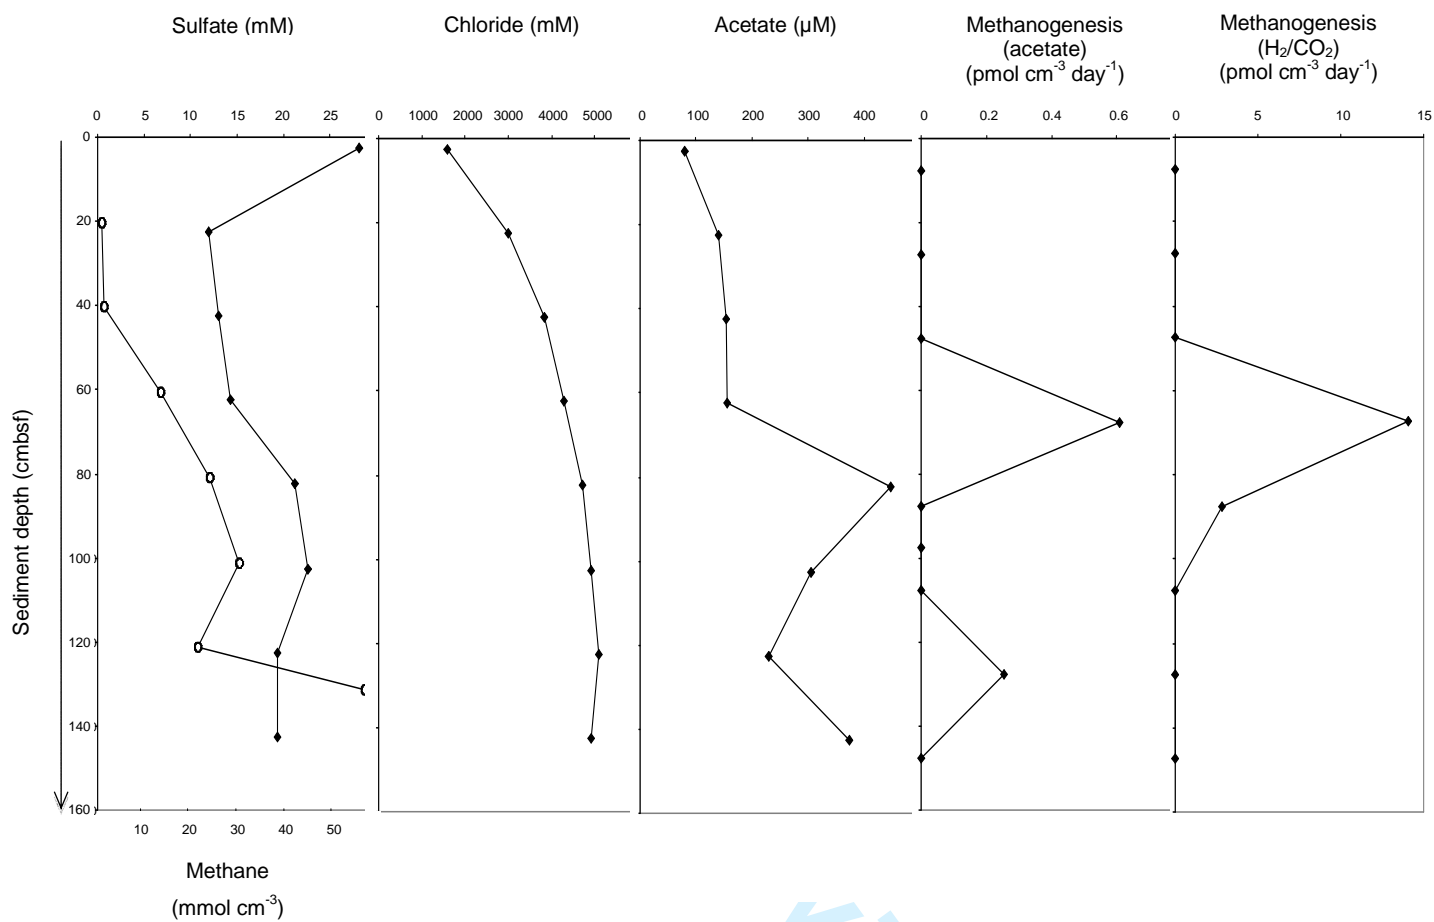 Sulfate (mM)
Chloride (mM)
Acetate (µM)
Methanogenesis
(acetate)
(pmol cm⁻³ day⁻¹)
Methanogenesis
(H₂/CO₂)
(pmol cm⁻³ day⁻¹)
0 5 10 15 20 25
0 1000 2000 3000 4000 5000
0 100 200 300 400
0 0.2 0.4 0.6
0 5 10 15
0
20
40
60
80
100
120
140
160
Sediment depth (cmbsf)
10 20 30 40 50
Methane
(mmol cm⁻³)